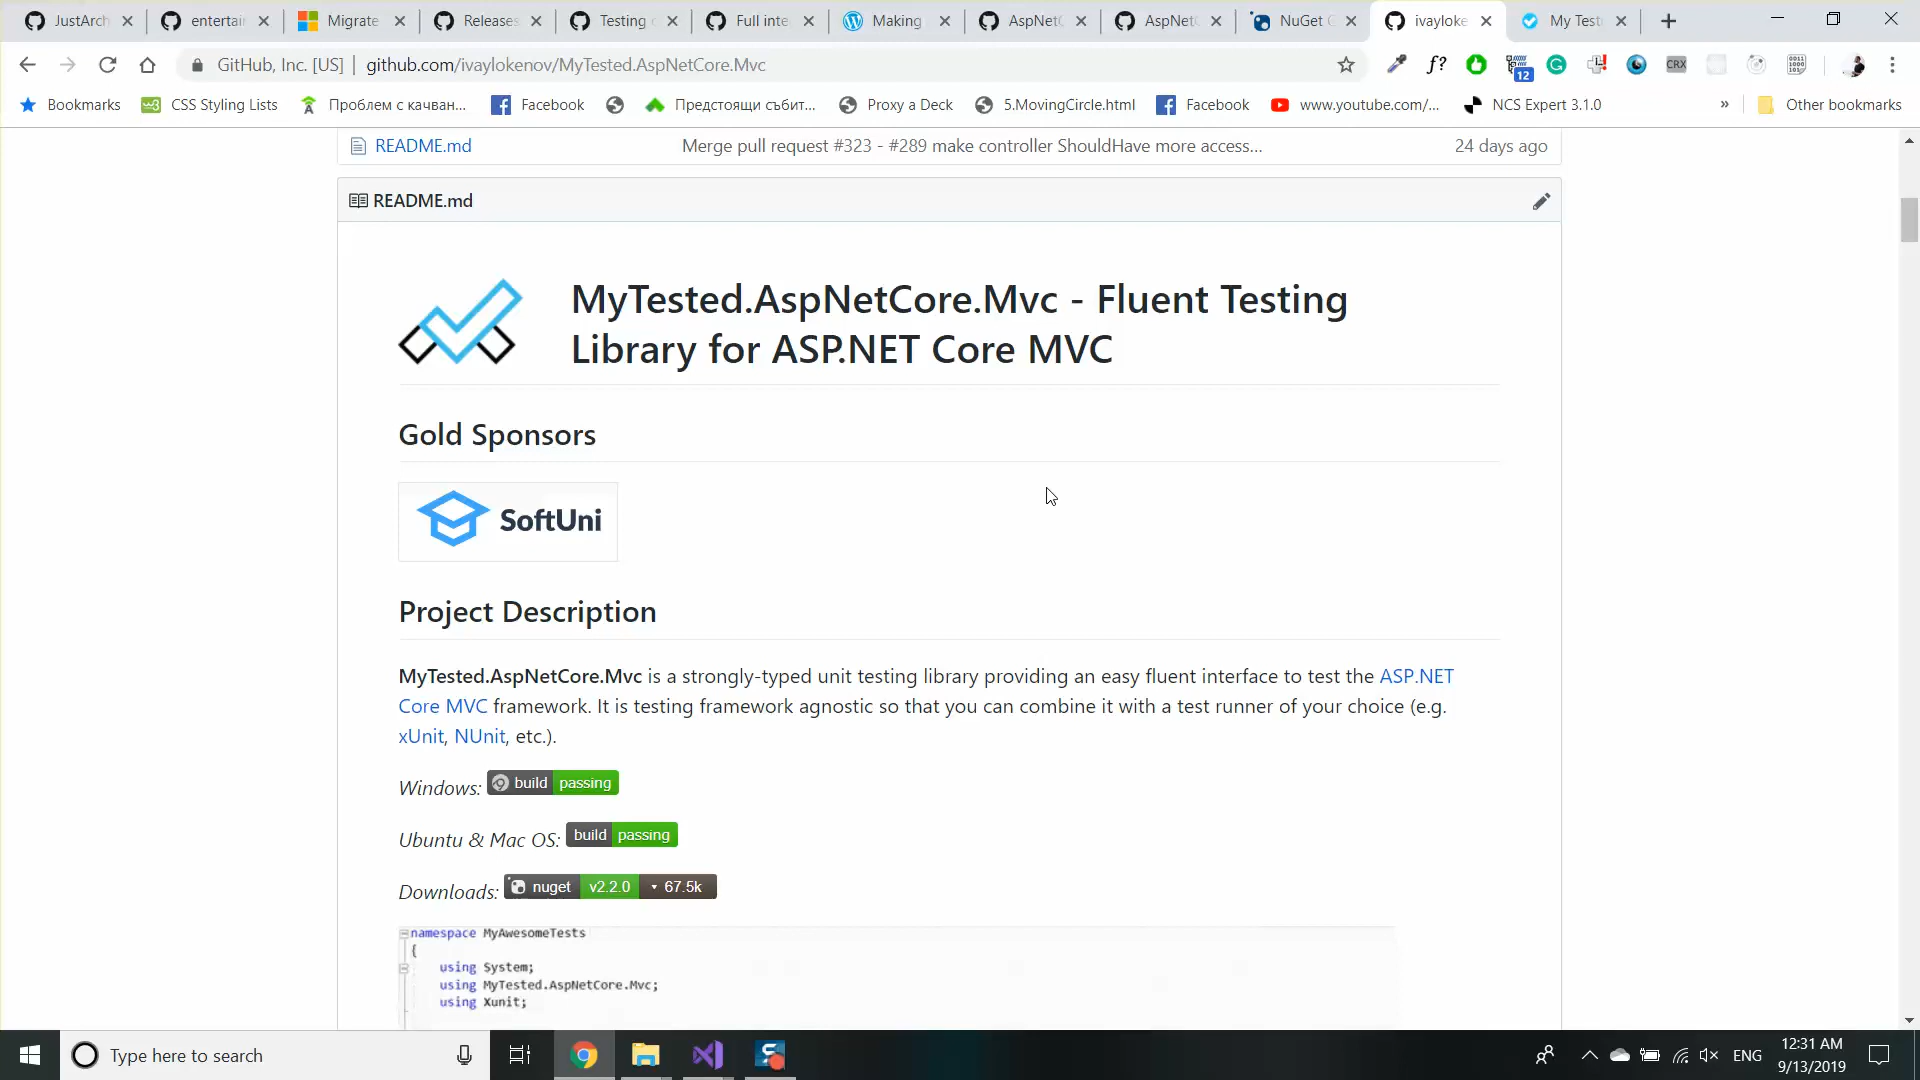 JustArch
entertain
Migrate
Releases
Testing
Full inte
Making
AspNetC
AspNetC
NuGet G
ivayloke
My Test
GitHub, Inc. [US] | github.com/ivaylokenov/MyTested.AspNetCore.Mvc
f?
12
CRX
Bookmarks
CSS Styling Lists
Проблем с качван...
Facebook
Предстоящи събит...
Proxy a Deck
5.MovingCircle.html
Facebook
www.youtube.com/...
NCS Expert 3.1.0
»
Other bookmarks
README.md Merge pull request #323 - #289 make controller ShouldHave more access... 24 days ago
README.md
MyTested.AspNetCore.Mvc - Fluent Testing
Library for ASP.NET Core MVC
Gold Sponsors
SoftUni
Project Description
MyTested.AspNetCore.Mvc is a strongly-typed unit testing library providing an easy fluent interface to test the ASP.NET
Core MVC framework. It is testing framework agnostic so that you can combine it with a test runner of your choice (e.g.
xUnit, NUnit, etc.).
Windows: build passing
Ubuntu & Mac OS: build passing
Downloads: nuget v2.2.0 67.5k
namespace MyAwesomeTests
{
using System;
using MyTested.AspNetCore.Mvc;
using Xunit;
Type here to search
ENG
12:31 AM
9/13/2019